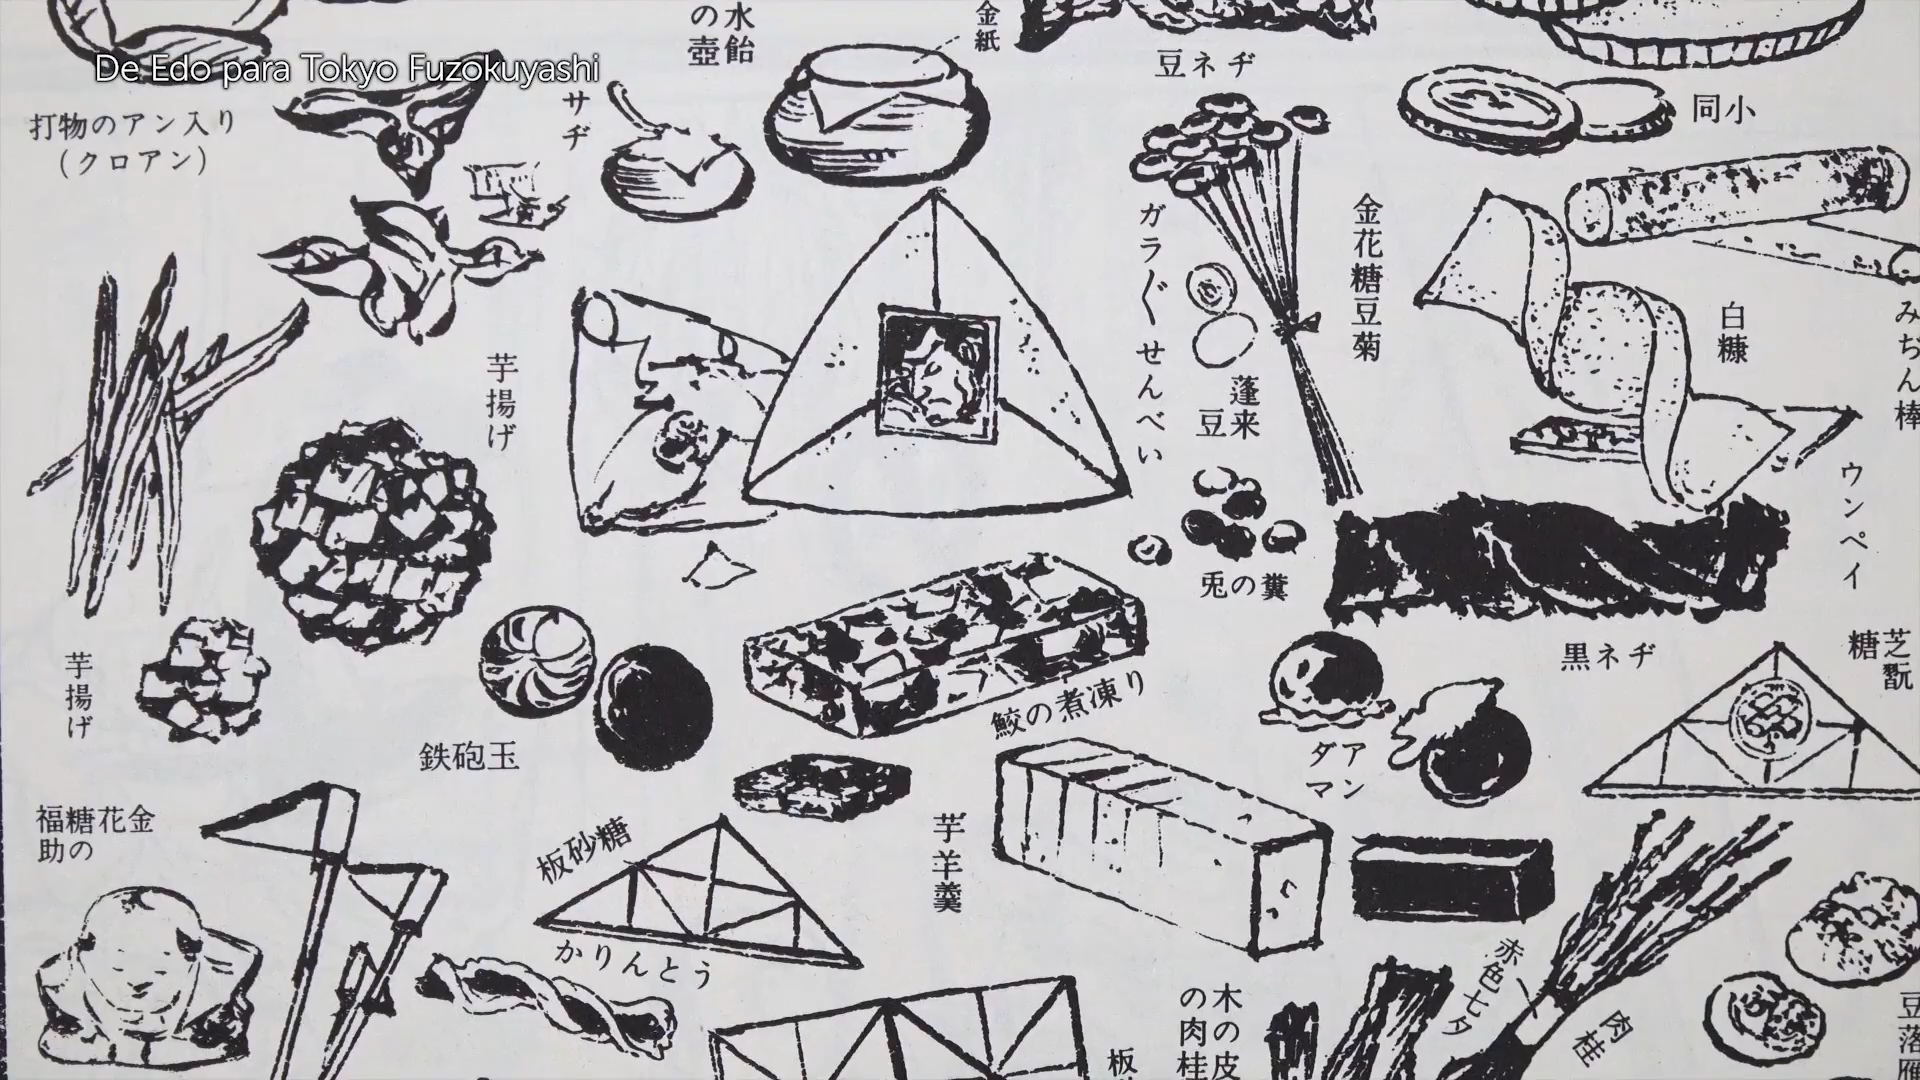 De Edo para Tokyo Fuzokuyashi
水飴
の壺
金紙
豆ネヂ
打物のアン入り
(クロアン)
サヂ
同小
ガラ〱せんべい
金花糖豆菊
白糠
みぢん棒
芋揚げ
蓬来
豆
ウンペイ
兎の糞
黒ネヂ
芝翫
糖
芋揚げ
鉄砲玉
鮫の煮凍り
アン
ダマ
福糖花金
助の
板砂糖
芋羊羹
かりんとう
赤色七夕
肉桂
木の皮
の肉桂
板
豆落雁